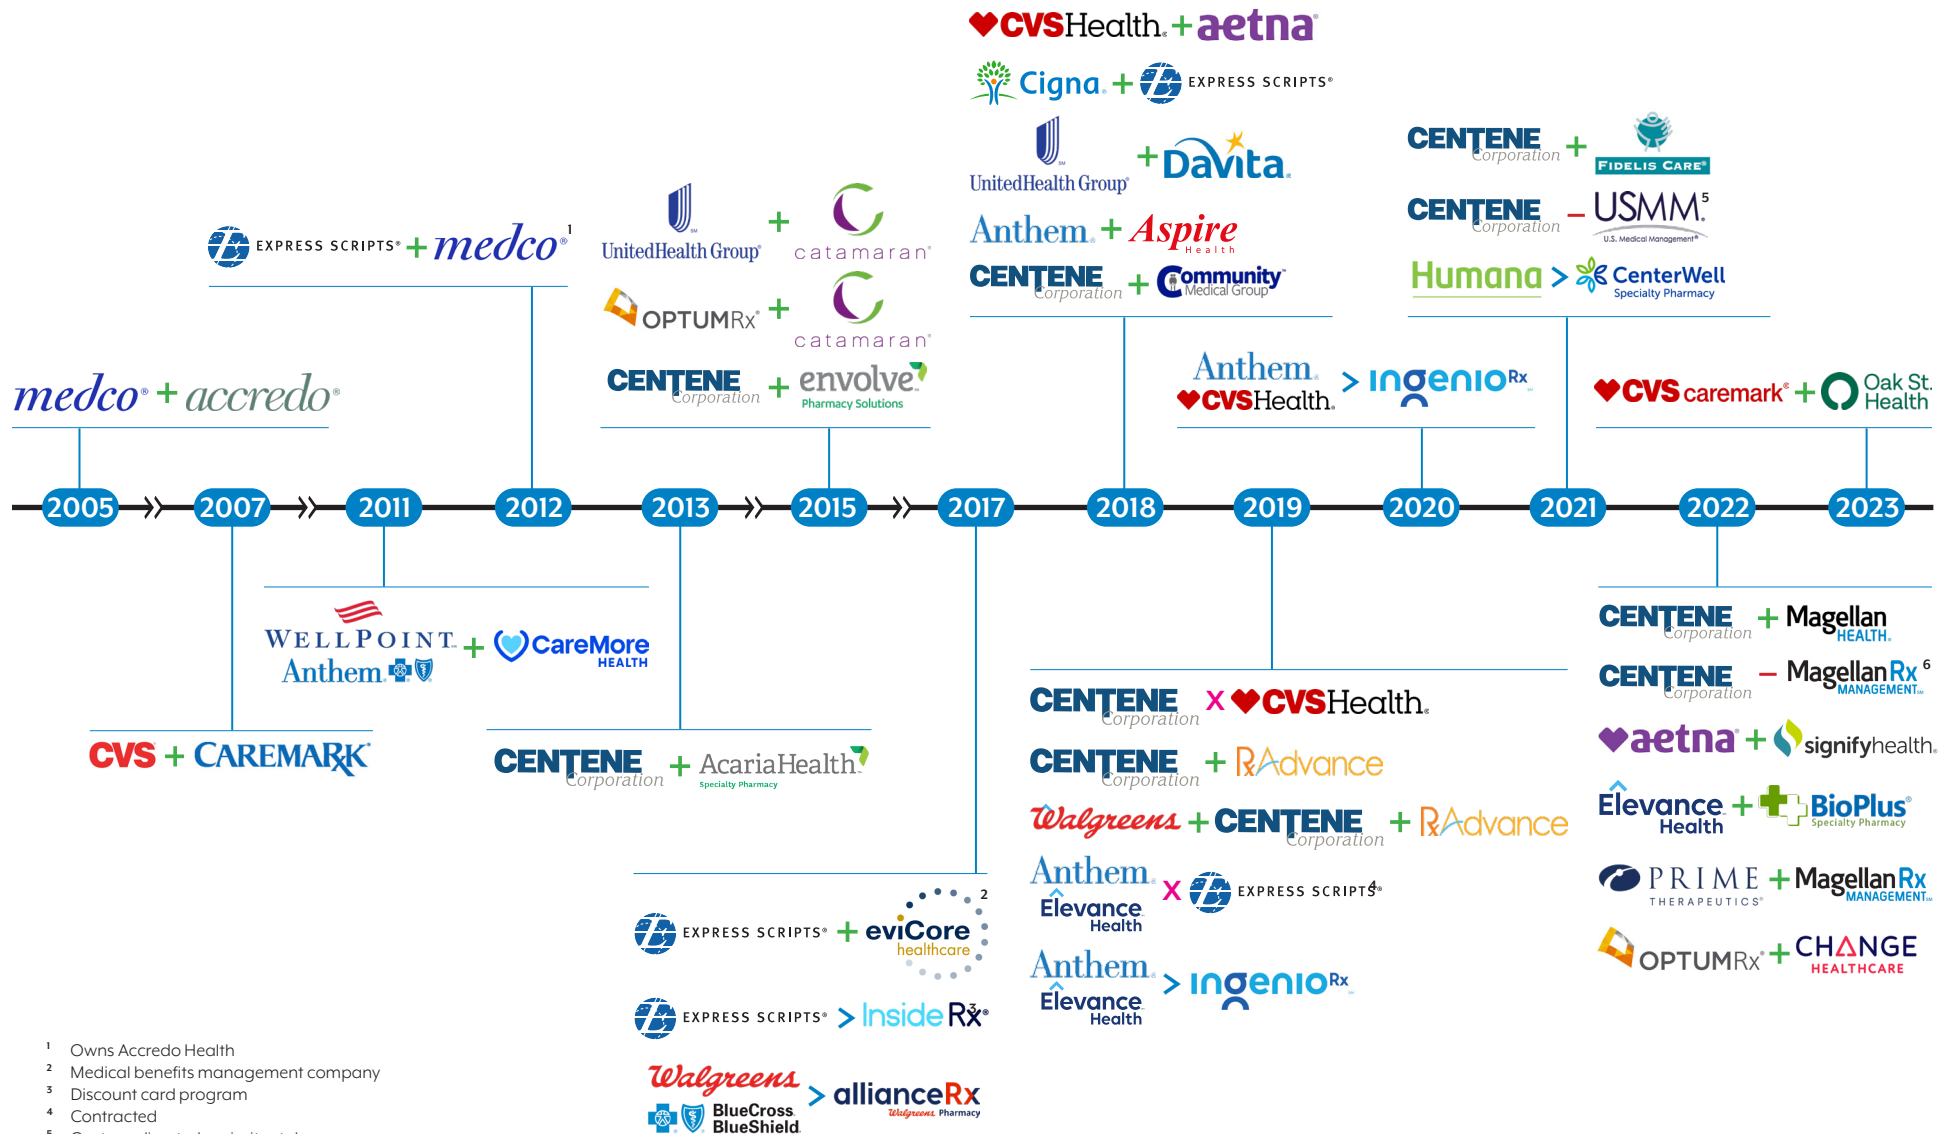 CVSHealth + aetna
Cigna + EXPRESS SCRIPTS®
UnitedHealth Group + DaVita
Anthem + Aspire Health
CENTENE Corporation + Community Medical Group
CENTENE Corporation + FIDELIS CARE®
CENTENE Corporation – USMM. 5
U.S. Medical Management®
Humana > CenterWell
Specialty Pharmacy
EXPRESS SCRIPTS® + medco® 1
UnitedHealth Group + catamaran
OPTUMRx + catamaran
CENTENE Corporation + envolve
Pharmacy Solutions
Anthem
CVSHealth > ingenioRx
medco® + accredo®
CVS caremark + Oak St. Health
2005
2007
2011
2012
2013
2015
2017
2018
2019
2020
2021
2022
2023
WELLPOINT
Anthem + CareMore
HEALTH
CVS + CAREMARK
CENTENE Corporation + AcariaHealth
Specialty Pharmacy
EXPRESS SCRIPTS® + eviCore 2
healthcare
EXPRESS SCRIPTS® > Inside Rx 3
Walgreens
BlueCross
BlueShield > allianceRx
Walgreens Pharmacy
CENTENE Corporation X CVSHealth
CENTENE Corporation + RxAdvance
Walgreens + CENTENE Corporation + RxAdvance
Anthem
Elevance
Health X EXPRESS SCRIPTS® 4
Anthem
Elevance
Health > ingenioRx
CENTENE Corporation + Magellan
HEALTH
CENTENE Corporation – Magellan Rx 6
MANAGEMENT
aetna + signifyhealth
Elevance
Health + BioPlus
Specialty Pharmacy
PRIME
THERAPEUTICS + Magellan Rx
MANAGEMENT
OPTUMRx + CHANGE
HEALTHCARE
1 Owns Accredo Health
2 Medical benefits management company
3 Discount card program
4 Contracted